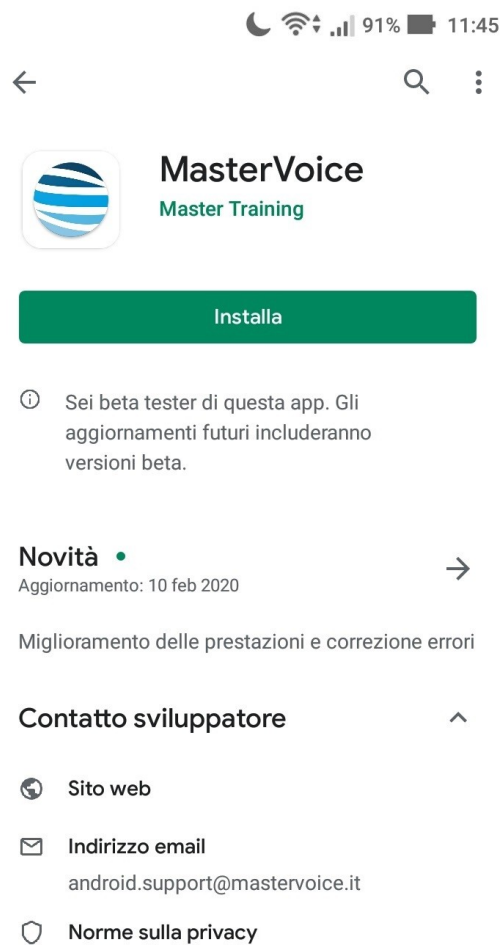 91% 11:45
MasterVoice
Master Training
Installa
Sei beta tester di questa app. Gli
aggiornamenti futuri includeranno
versioni beta.
Novità
Aggiornamento: 10 feb 2020
Miglioramento delle prestazioni e correzione errori
Contatto sviluppatore
Sito web
Indirizzo email
android.support@mastervoice.it
Norme sulla privacy